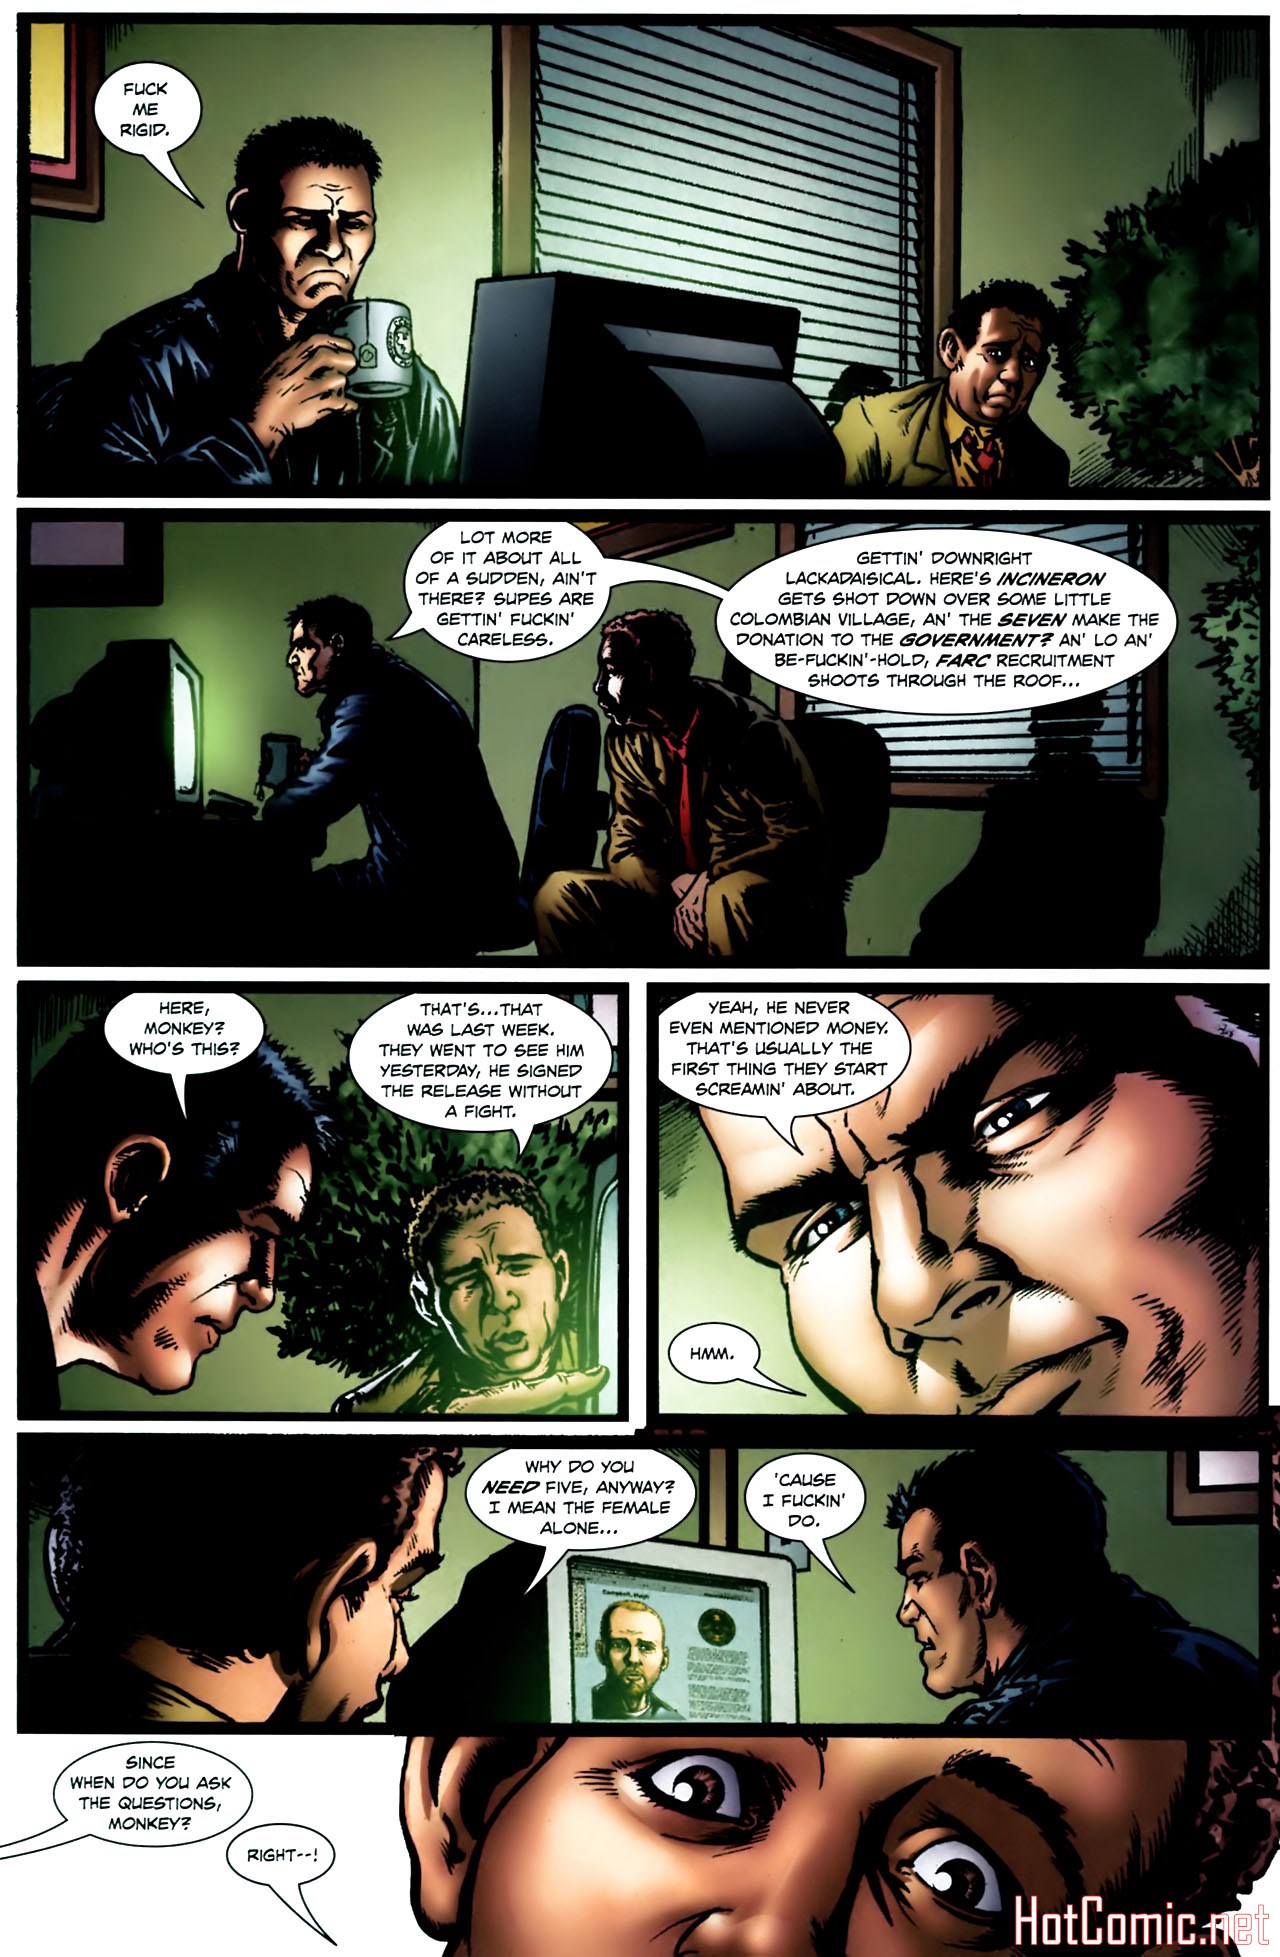 FUCK
ME
RIGID.
LOT MORE
OF IT ABOUT ALL
OF A SUDDEN, AIN'T
THERE? SUPES ARE
GETTIN' FUCKIN'
CARELESS.
GETTIN' DOWNRIGHT
LACKADAISICAL. HERE'S INCINERON
GETS SHOT DOWN OVER SOME LITTLE
COLOMBIAN VILLAGE, AN' THE SEVEN MAKE THE
DONATION TO THE GOVERNMENT? AN' LO AN'
BE-FUCKIN'-HOLD, FARC RECRUITMENT
SHOOTS THROUGH THE ROOF...
HERE,
MONKEY?
WHO'S THIS?
THAT'S...THAT
WAS LAST WEEK.
THEY WENT TO SEE HIM
YESTERDAY, HE SIGNED
THE RELEASE WITHOUT
A FIGHT.
YEAH, HE NEVER
EVEN MENTIONED MONEY.
THAT'S USUALLY THE
FIRST THING THEY START
SCREAMIN' ABOUT.
HMM.
WHY DO YOU
NEED FIVE, ANYWAY?
I MEAN THE FEMALE
ALONE...
'CAUSE
I FUCKIN'
DO.
Campbell, Hugh
SINCE
WHEN DO YOU ASK
THE QUESTIONS,
MONKEY?
RIGHT--!
HotComic.net